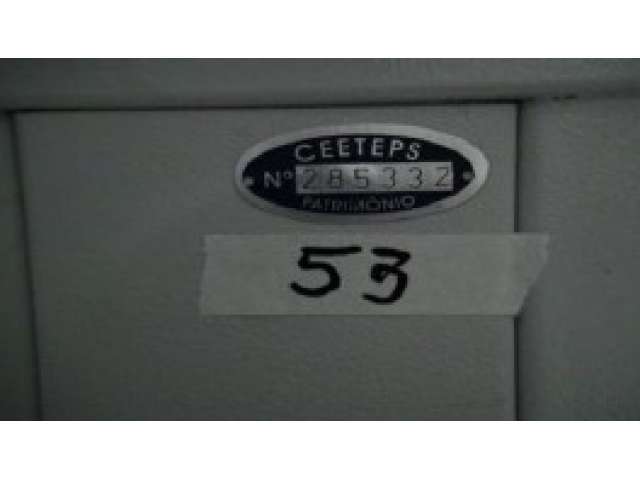 CEETEPS
Nº 285332
PATRIMÔNIO
53